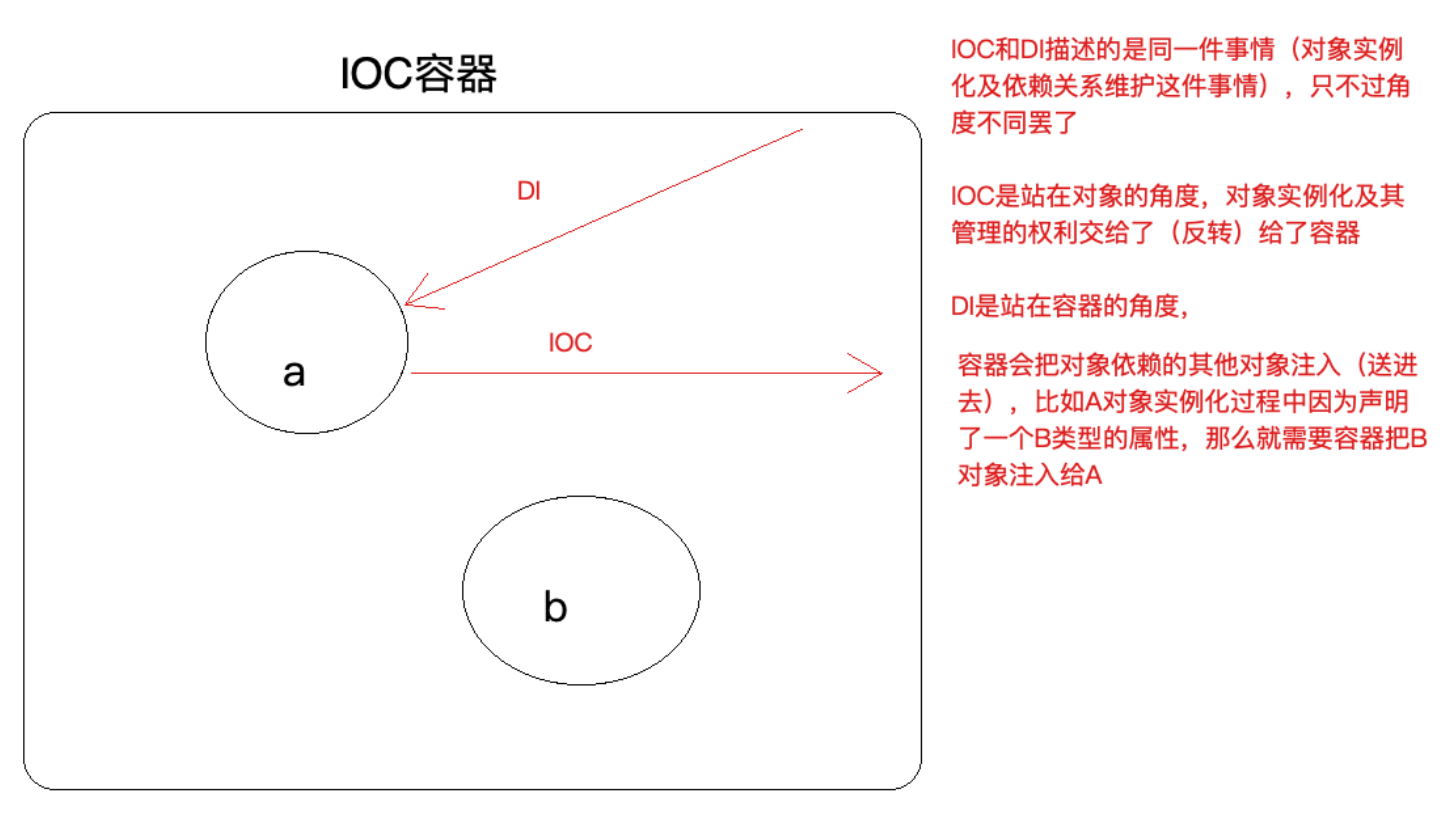 IOC容器
DI
a
IOC
b
IOC和DI描述的是同一件事情（对象实例
化及依赖关系维护这件事情），只不过角
度不同罢了
IOC是站在对象的角度，对象实例化及其
管理的权利交给了（反转）给了容器
DI是站在容器的角度，
容器会把对象依赖的其他对象注入（送进
去），比如A对象实例化过程中因为声明
了一个B类型的属性，那么就需要容器把B
对象注入给A